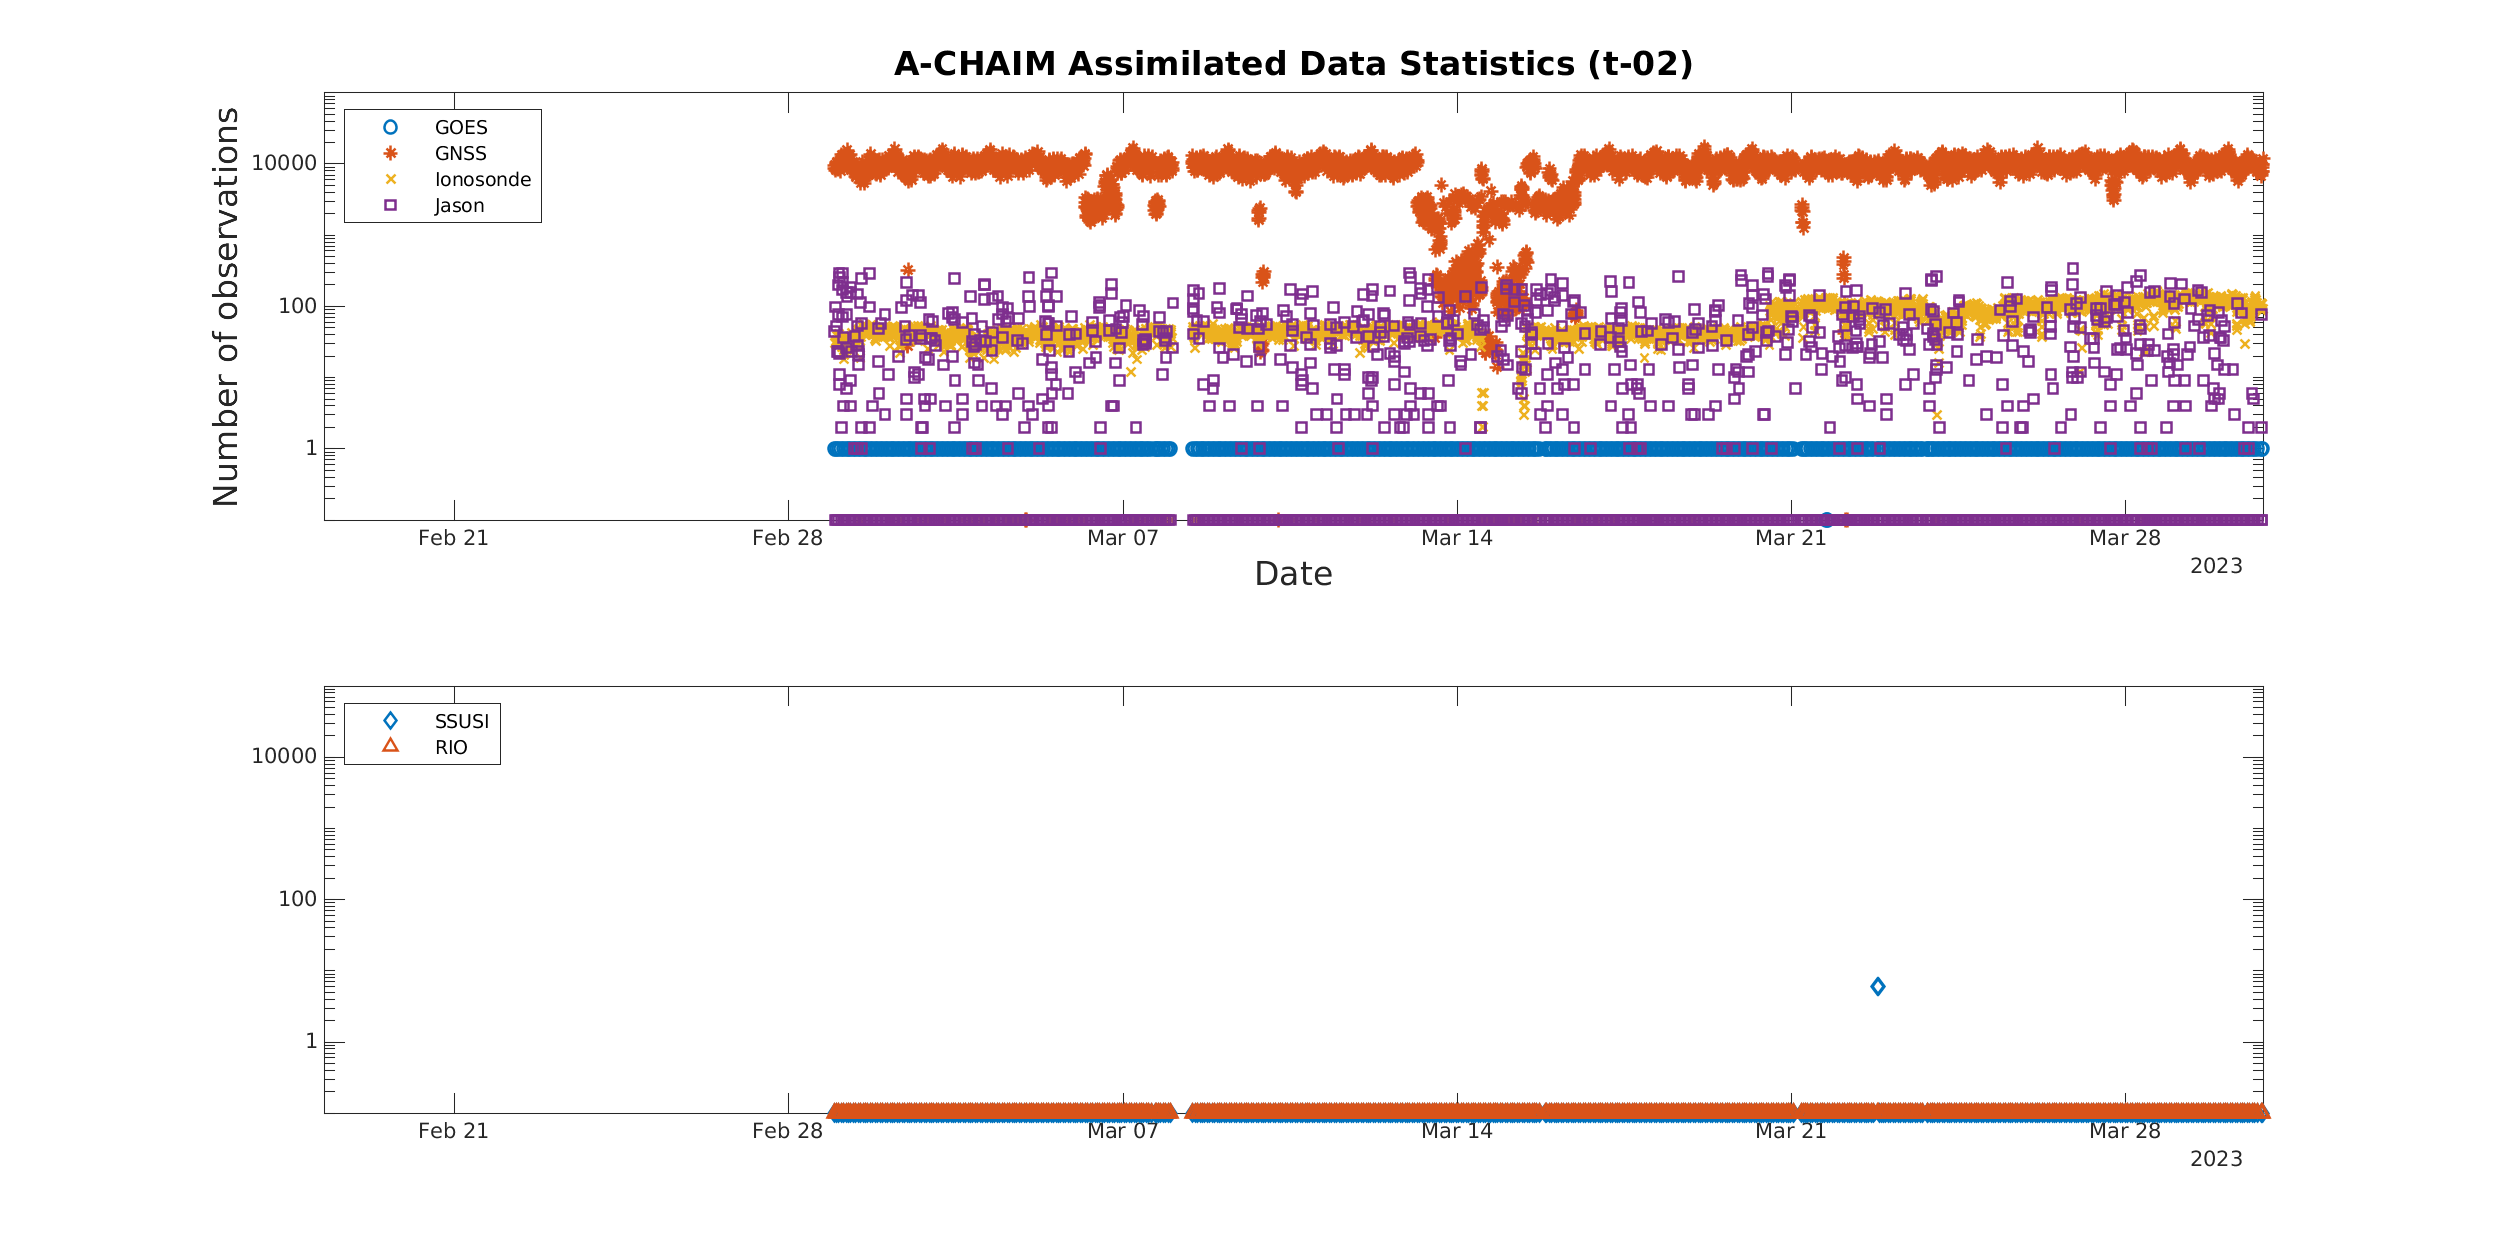 A-CHAIM Assimilated Data Statistics (t-02)
Number of observations
10000
100
1
GOES
GNSS
Ionosonde
Jason
Feb 21
Feb 28
Mar 07
Mar 14
Mar 21
Mar 28
2023
Date
10000
100
1
SSUSI
RIO
Feb 21
Feb 28
Mar 07
Mar 14
Mar 21
Mar 28
2023